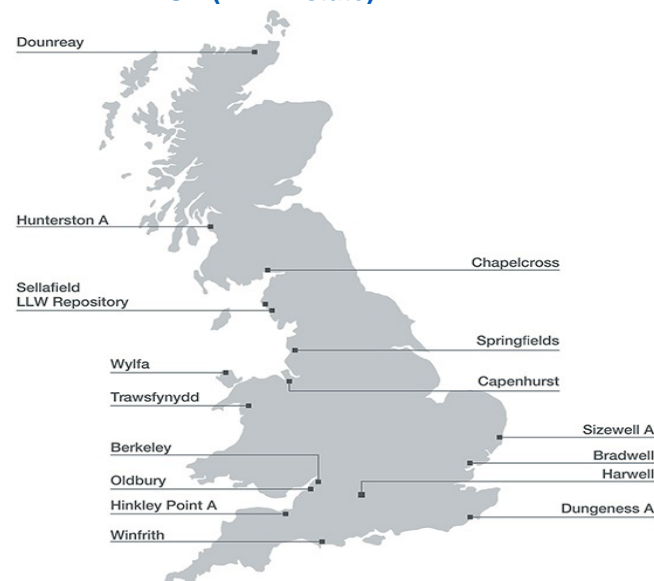 Dounreay
Hunterston A
Chapelcross
Sellafield
LLW Repository
Springfields
Wylfa
Capenhurst
Trawsfynydd
Sizewell A
Berkeley
Bradwell
Harwell
Oldbury
Hinkley Point A
Dungeness A
Winfrith